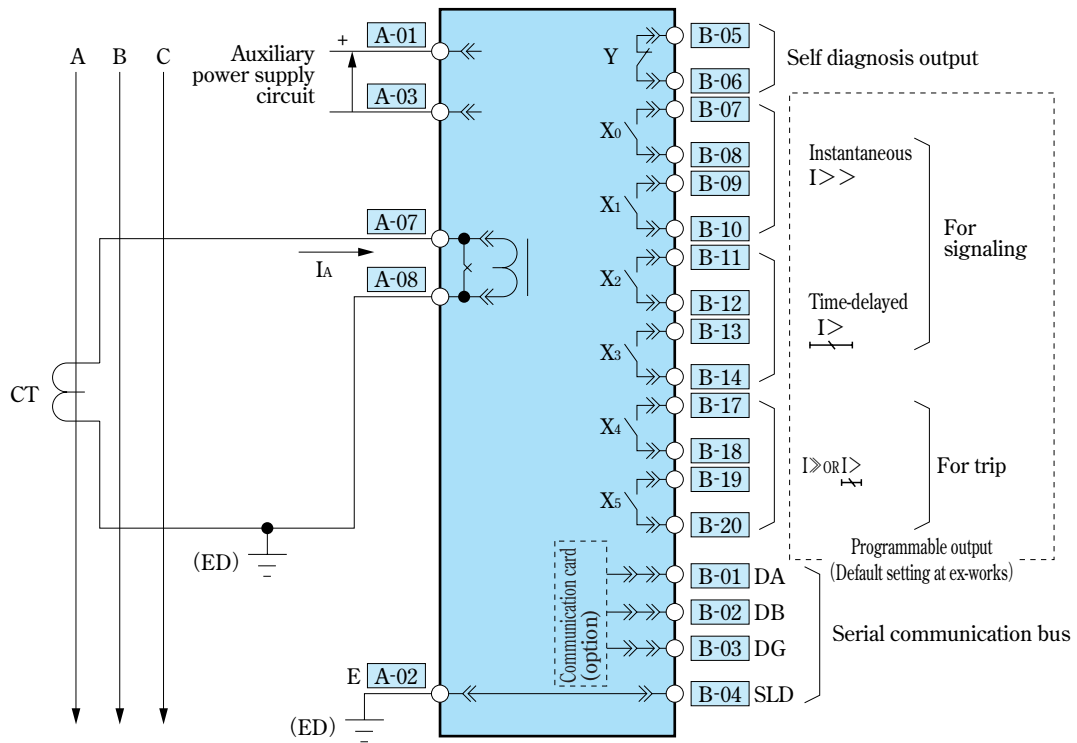 A B C
Auxiliary
power supply
circuit
+
A-01
A-03
A-07
IA
A-08
CT
(ED)
E A-02
(ED)
Y
X0
X1
X2
X3
X4
X5
Communication card
(option)
B-05
B-06
B-07
B-08
B-09
B-10
B-11
B-12
B-13
B-14
B-17
B-18
B-19
B-20
B-01 DA
B-02 DB
B-03 DG
B-04 SLD
Self diagnosis output
Instantaneous
I>>
For
signaling
Time-delayed
I>
I≫ORI>
For trip
Programmable output
(Default setting at ex-works)
Serial communication bus